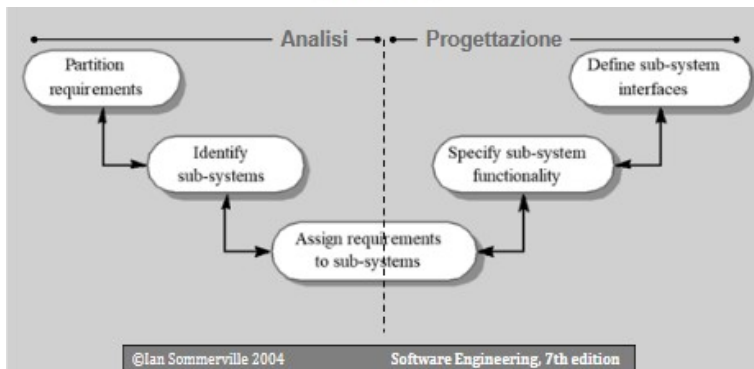 Analisi
Progettazione
Partition
requirements
Define sub-system
interfaces
Identify
sub-systems
Specify sub-system
functionality
Assign requirements
to sub-systems
©Ian Sommerville 2004
Software Engineering, 7th edition